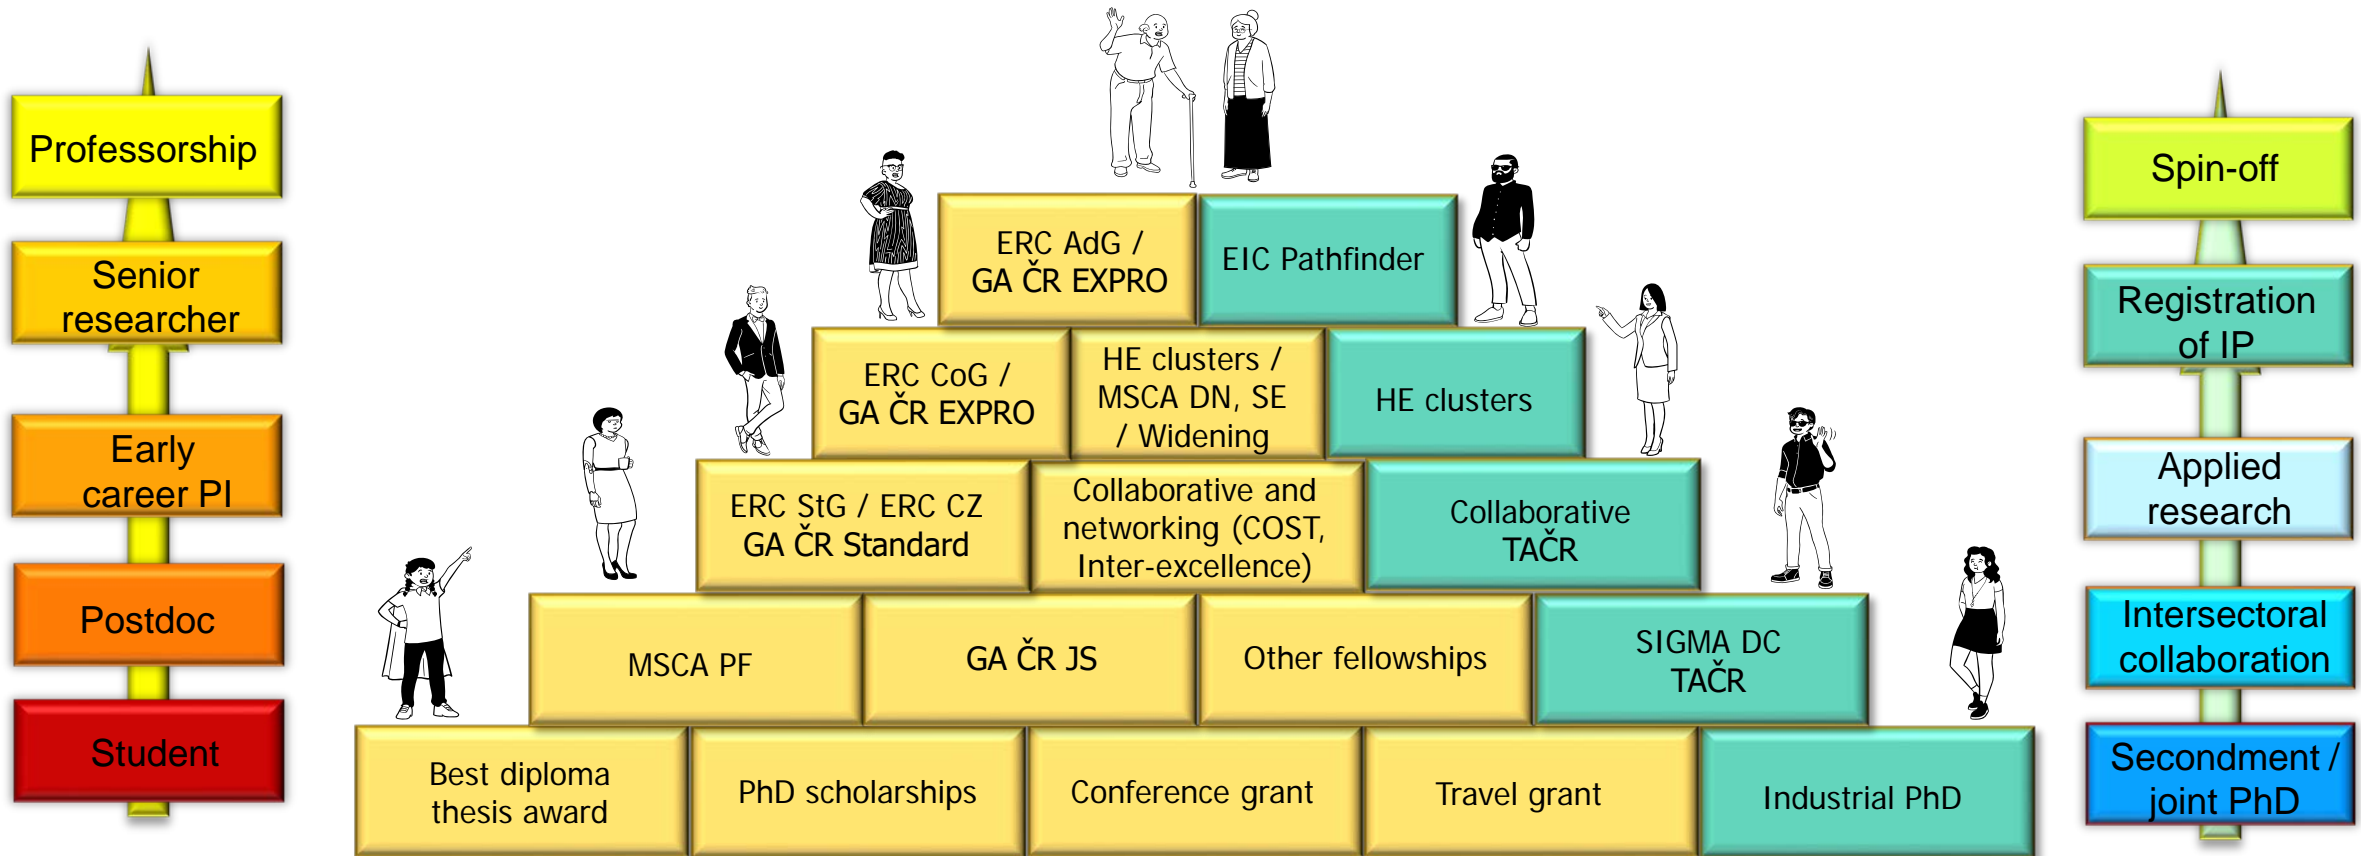 Professorship
Senior
researcher
Early
career PI
Postdoc
Student
ERC AdG /
GA ČR EXPRO
EIC Pathfinder
ERC CoG /
GA ČR EXPRO
HE clusters /
MSCA DN, SE
/ Widening
HE clusters
ERC StG / ERC CZ
GA ČR Standard
Collaborative and
networking (COST,
Inter-excellence)
Collaborative
TAČR
MSCA PF
GA ČR JS
Other fellowships
SIGMA DC
TAČR
Best diploma
thesis award
PhD scholarships
Conference grant
Travel grant
Industrial PhD
Spin-off
Registration
of IP
Applied
research
Intersectoral
collaboration
Secondment /
joint PhD